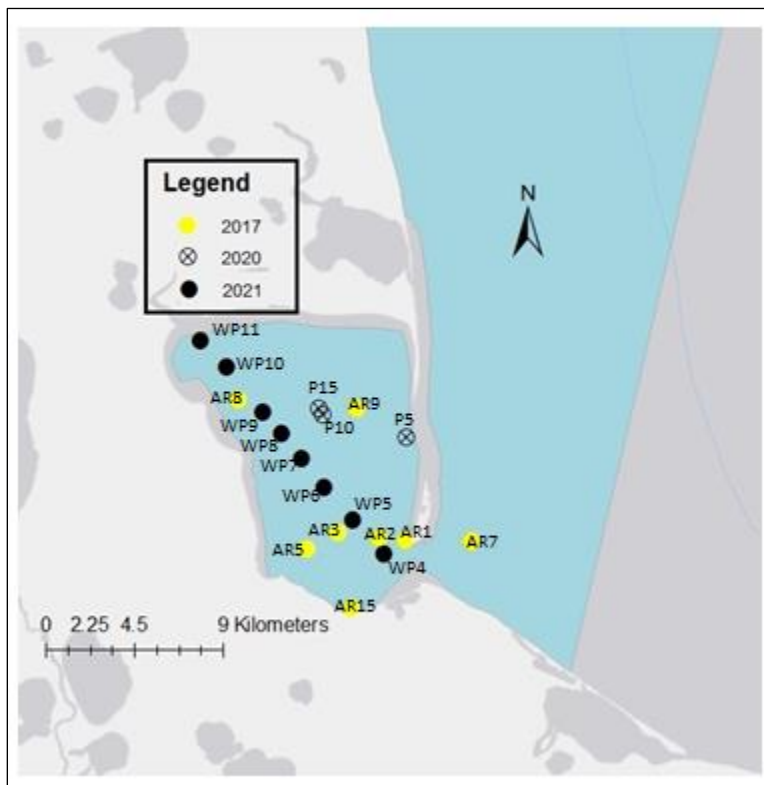 N
Legend
2017
2020
2021
WP11
WP10
AR8
P15
AR9
WP9
P10
P5
WP8
WP7
WP6
WP5
AR3
AR2
AR1
AR7
AR5
WP4
AR15
0 2.25 4.5 9 Kilometers